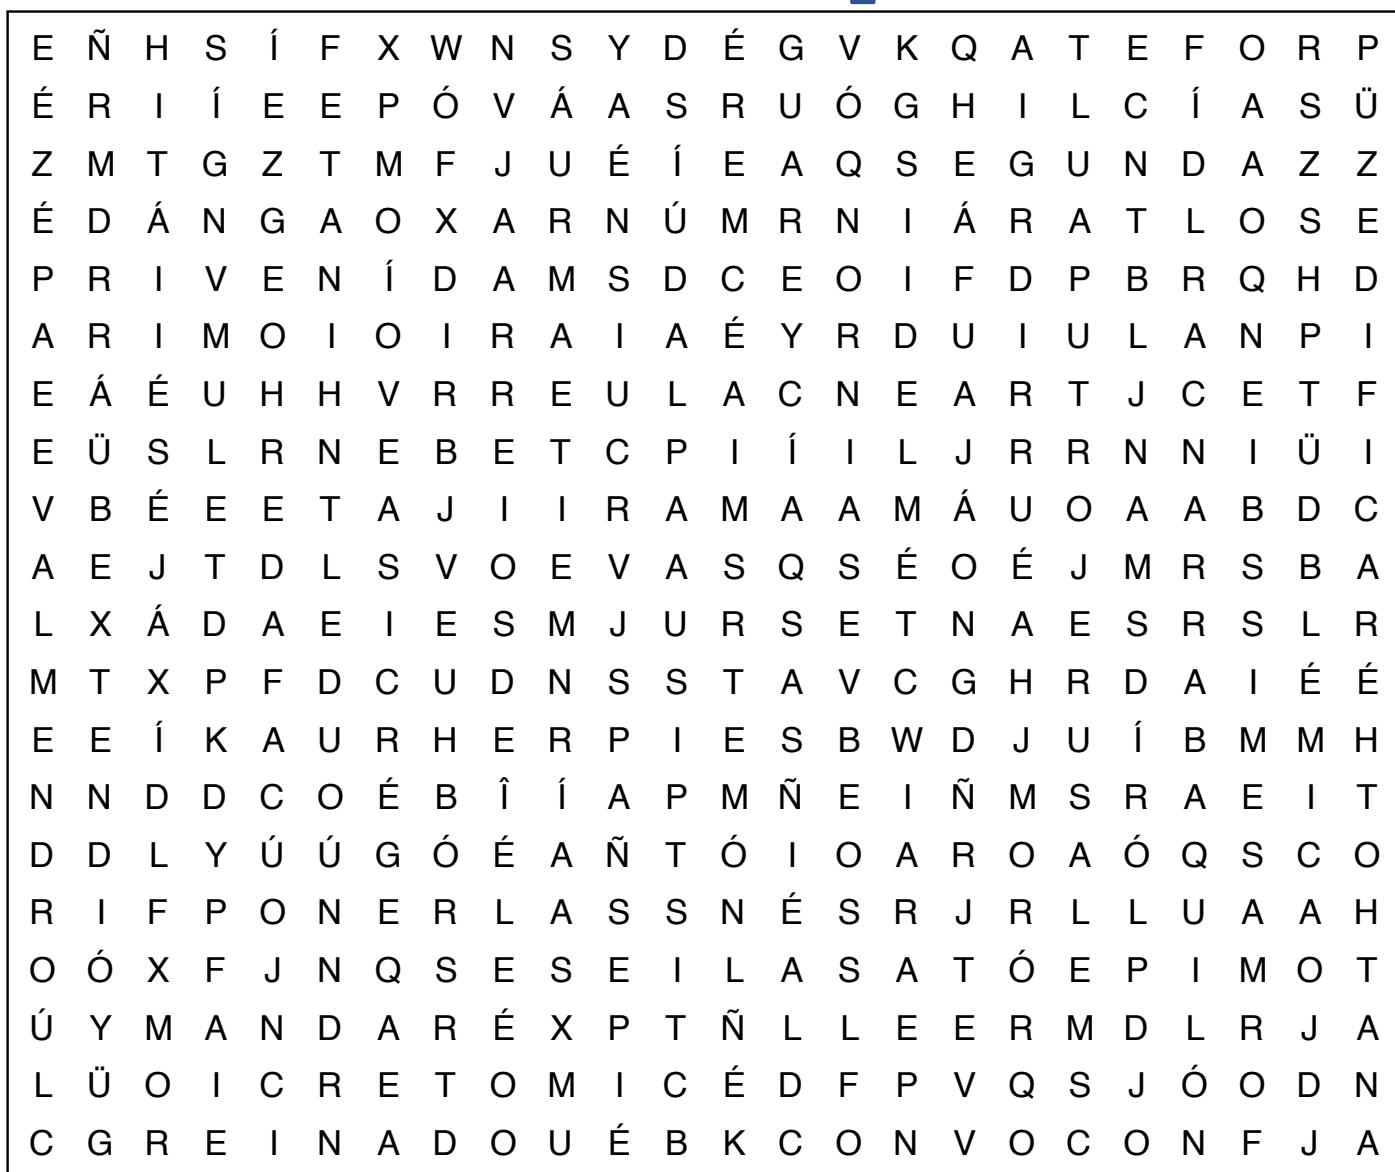 E Ñ H S Í F X W N S Y D É G V K Q A T E F O R P
É R I Í E E P Ó V Á A S R U Ó G H I L C Í A S Ü
Z M T G Z T M F J U É Í E A Q S E G U N D A Z Z
É D Á N G A O X A R N Ú M R N I Á R A T L O S E
P R I V E N Í D A M S D C E O I F D P B R Q H D
A R I M O I O I R A I A É Y R D U I U L A N P I
E Á É U H H V R R E U L A C N E A R T J C E T F
E Ü S L R N E B E T C P I Í I L J R R N N I Ü I
V B É E E T A J I I R A M A A M Á U O A A B D C
A E J T D L S V O E V A S Q S É O É J M R S B A
L X Á D A E I E S M J U R S E T N A E S R S L R
M T X P F D C U D N S S T A V C G H R D A I É É
E E Í K A U R H E R P I E S B W D J U Í B M M H
N N D D C O É B Î Í A P M Ñ E I Ñ M S R A E I T
D D L Y Ú Ú G Ó É A Ñ T Ó I O A R O A Ó Q S C O
R I F P O N E R L A S S N É S R J R L L U A A H
O Ó X F J N Q S E S E I L A S A T Ó E P I M O T
Ú Y M A N D A R É X P T Ñ L L E E R M D L R J A
L Ü O I C R E T O M I C É D F P V Q S J Ó O D N
C G R E I N A D O U É B K C O N V O C O N F J A